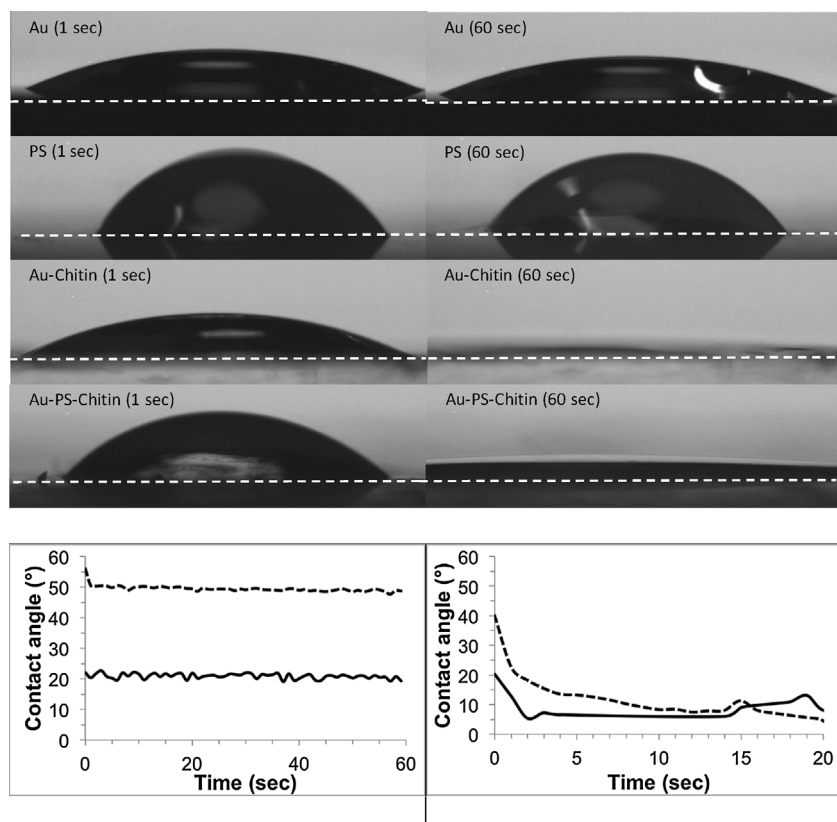 Au (1 sec)
Au (60 sec)
PS (1 sec)
PS (60 sec)
Au-Chitin (1 sec)
Au-Chitin (60 sec)
Au-PS-Chitin (1 sec)
Au-PS-Chitin (60 sec)
Contact angle (°)
60
50
40
30
20
10
0
0
20
40
60
Time (sec)
Contact angle (°)
60
50
40
30
20
10
0
0
5
10
15
20
Time (sec)